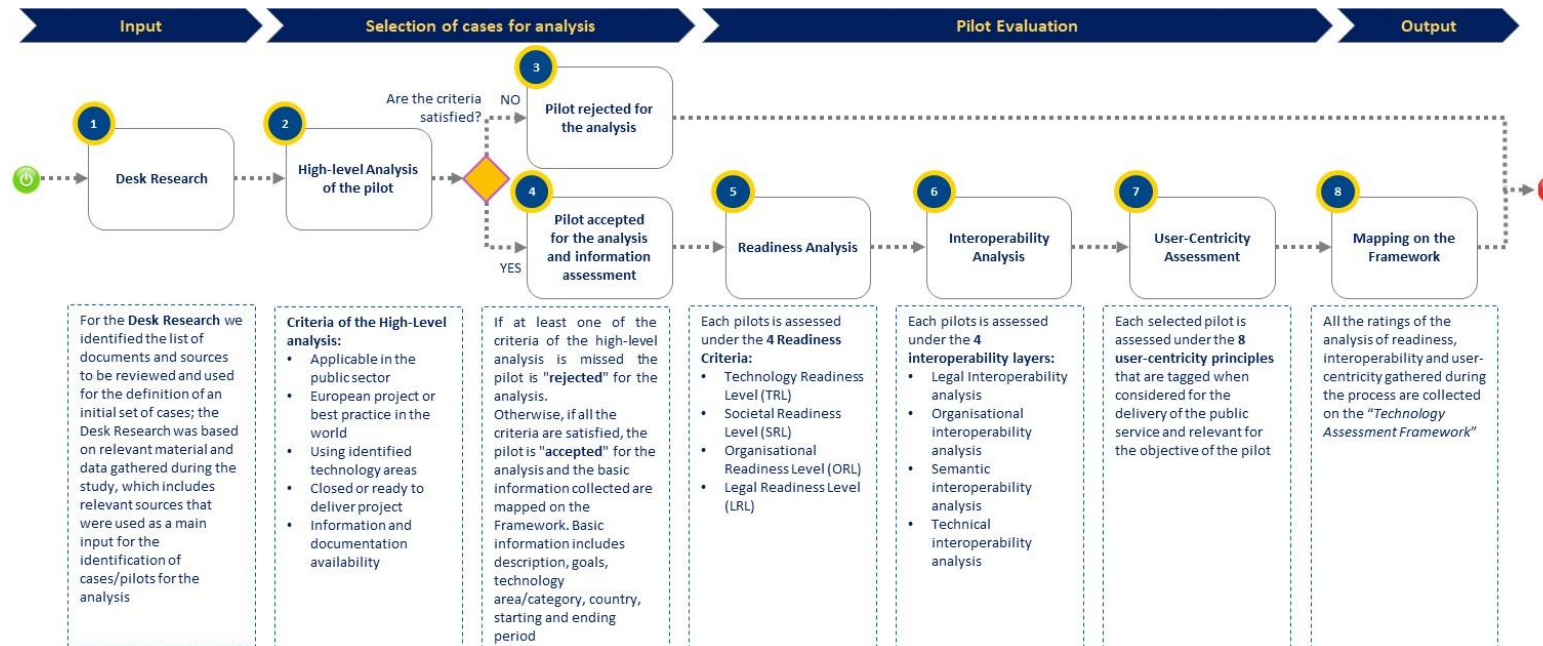 Input
Selection of cases for analysis
Pilot Evaluation
Output
1
Desk Research
2
High-level Analysis
of the pilot
Are the criteria
satisfied?
NO
3
Pilot rejected for
the analysis
YES
4
Pilot accepted
for the analysis
and information
assessment
5
Readiness Analysis
6
Interoperability
Analysis
7
User-Centricity
Assessment
8
Mapping on the
Framework
For the Desk Research we
identified the list of
documents and sources
to be reviewed and used
for the definition of an
initial set of cases; the
Desk Research was based
on relevant material and
data gathered during the
study, which includes
relevant sources that
were used as a main
input for the
identification of
cases/pilots for the
analysis
Criteria of the High-Level
analysis:
• Applicable in the
public sector
• European project or
best practice in the
world
• Using identified
technology areas
• Closed or ready to
deliver project
• Information and
documentation
availability
If at least one of the
criteria of the high-level
analysis is missed the
pilot is "rejected" for the
analysis.
Otherwise, if all the
criteria are satisfied, the
pilot is "accepted" for the
analysis and the basic
information collected are
mapped on the
Framework. Basic
information includes
description, goals,
technology
area/category, country,
starting and ending
period
Each pilots is assessed
under the 4 Readiness
Criteria:
• Technology Readiness
Level (TRL)
• Societal Readiness
Level (SRL)
• Organisational
Readiness Level (ORL)
• Legal Readiness Level
(LRL)
Each pilots is assessed
under the 4
interoperability layers:
• Legal Interoperability
analysis
• Organisational
interoperability
analysis
• Semantic
interoperability
analysis
• Technical
interoperability
analysis
Each selected pilot is
assessed under the 8
user-centricity principles
that are tagged when
considered for the
delivery of the public
service and relevant for
the objective of the pilot
All the ratings of the
analysis of readiness,
interoperability and user-
centricity gathered during
the process are collected
on the “Technology
Assessment Framework”